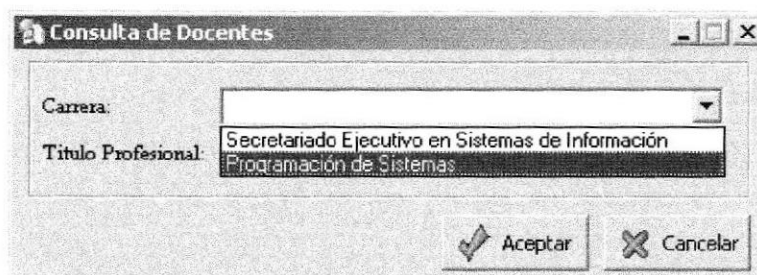 Consulta de Docentes
Carrera:
Secretariado Ejecutivo en Sistemas de Información
Titulo Profesional:
Programación de Sistemas
Aceptar
Cancelar